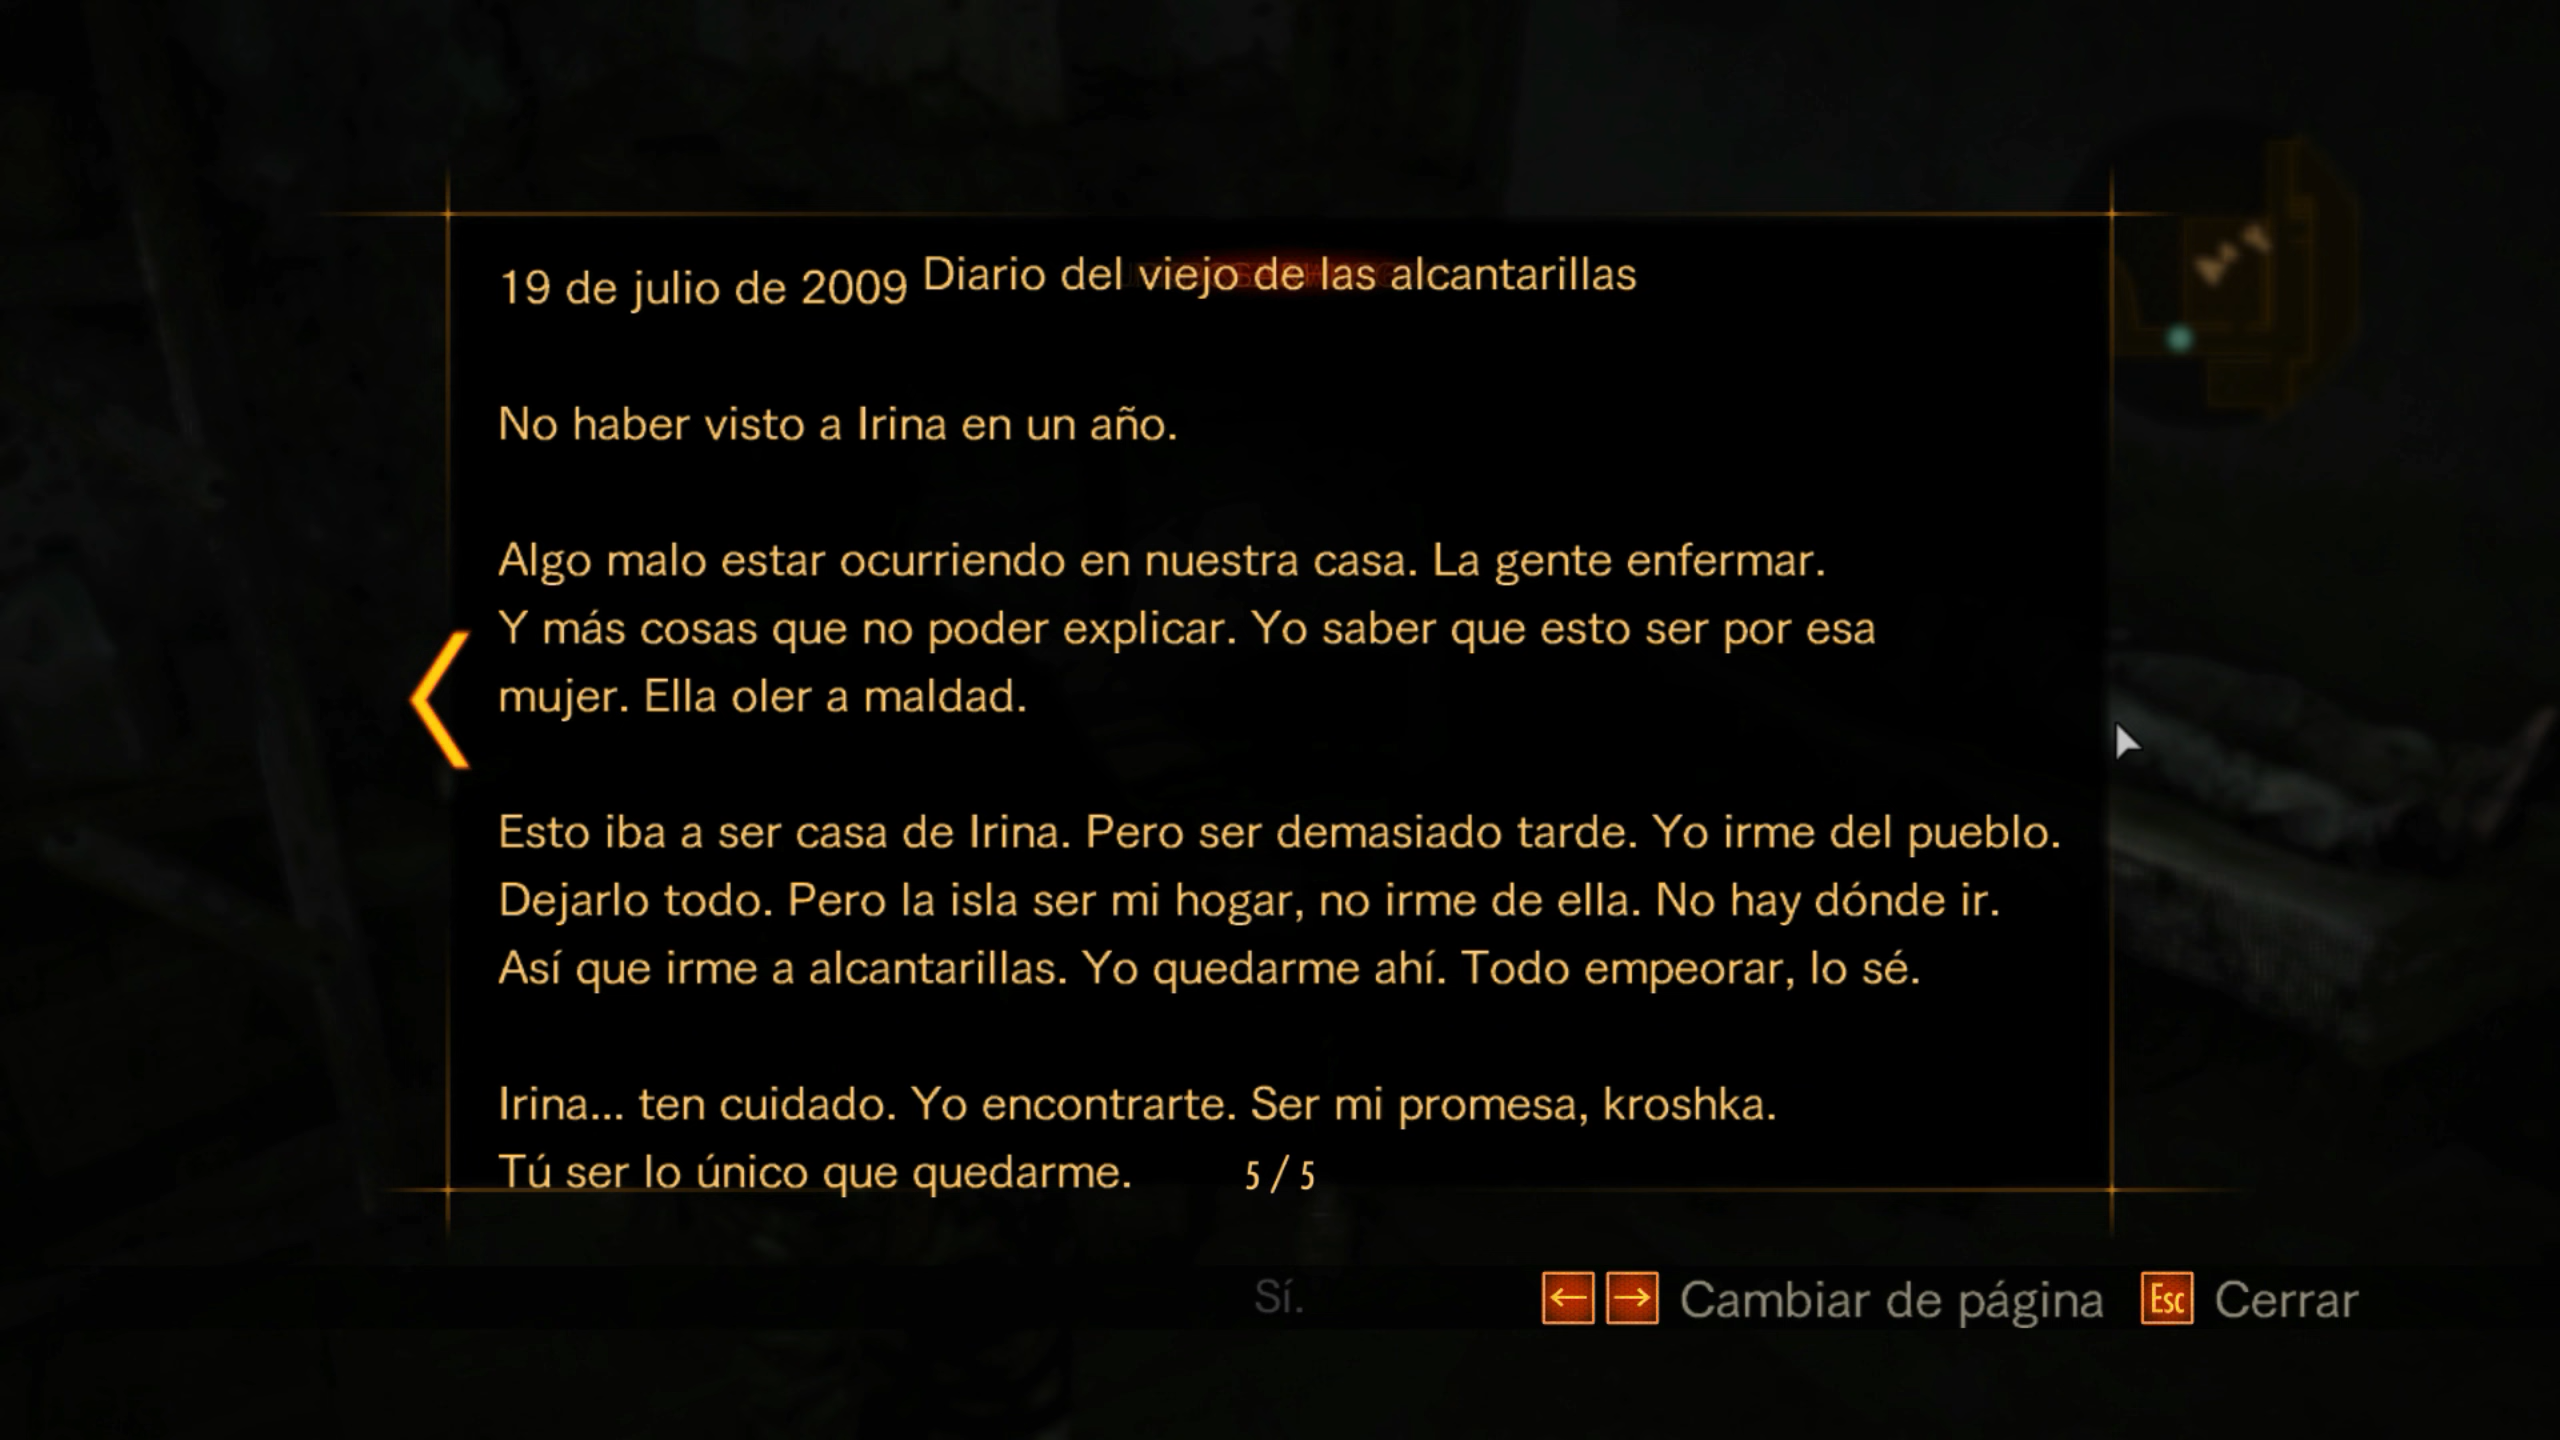 Diario del viejo de las alcantarillas
19 de julio de 2009
No haber visto a Irina en un año.
Algo malo estar ocurriendo en nuestra casa. La gente enfermar.
Y más cosas que no poder explicar. Yo saber que esto ser por esa
mujer. Ella oler a maldad.
Esto iba a ser casa de Irina. Pero ser demasiado tarde. Yo irme del pueblo.
Dejarlo todo. Pero la isla ser mi hogar, no irme de ella. No hay dónde ir.
Así que irme a alcantarillas. Yo quedarme ahí. Todo empeorar, lo sé.
Irina... ten cuidado. Yo encontrarte. Ser mi promesa, kroshka.
Tú ser lo único que quedarme.
5 / 5
Sí.
← → Cambiar de página Esc Cerrar